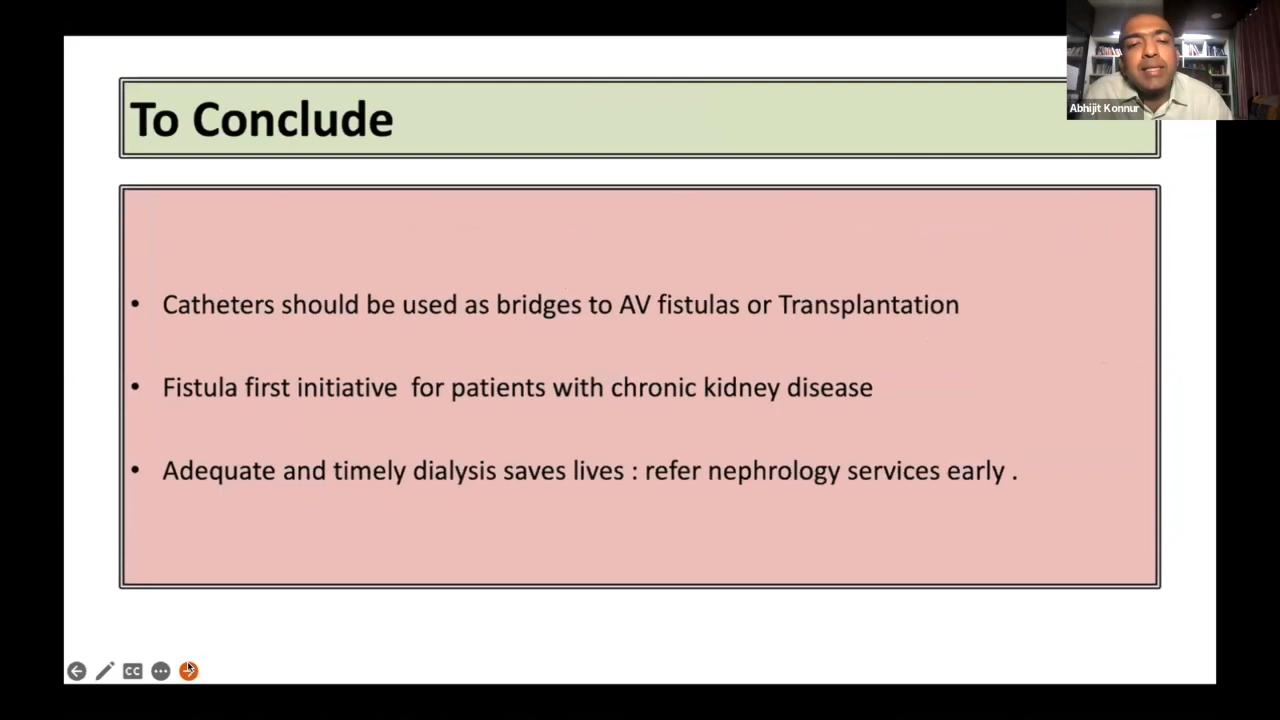 To Conclude
Abhijit Konnur
• Catheters should be used as bridges to AV fistulas or Transplantation
• Fistula first initiative  for patients with chronic kidney disease
• Adequate and timely dialysis saves lives : refer nephrology services early .
CC